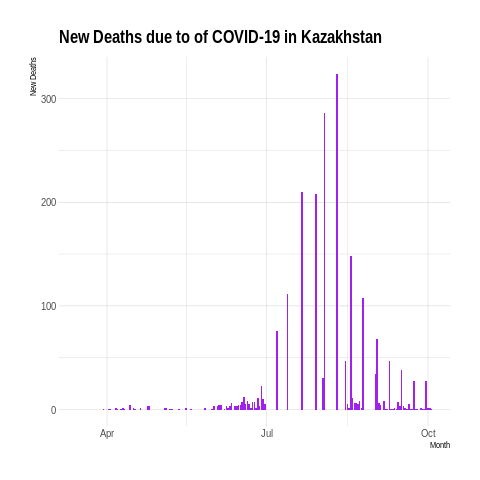 New Deaths due to of COVID-19 in Kazakhstan
New Deaths
300
200
100
0
Apr
Jul
Oct
Month